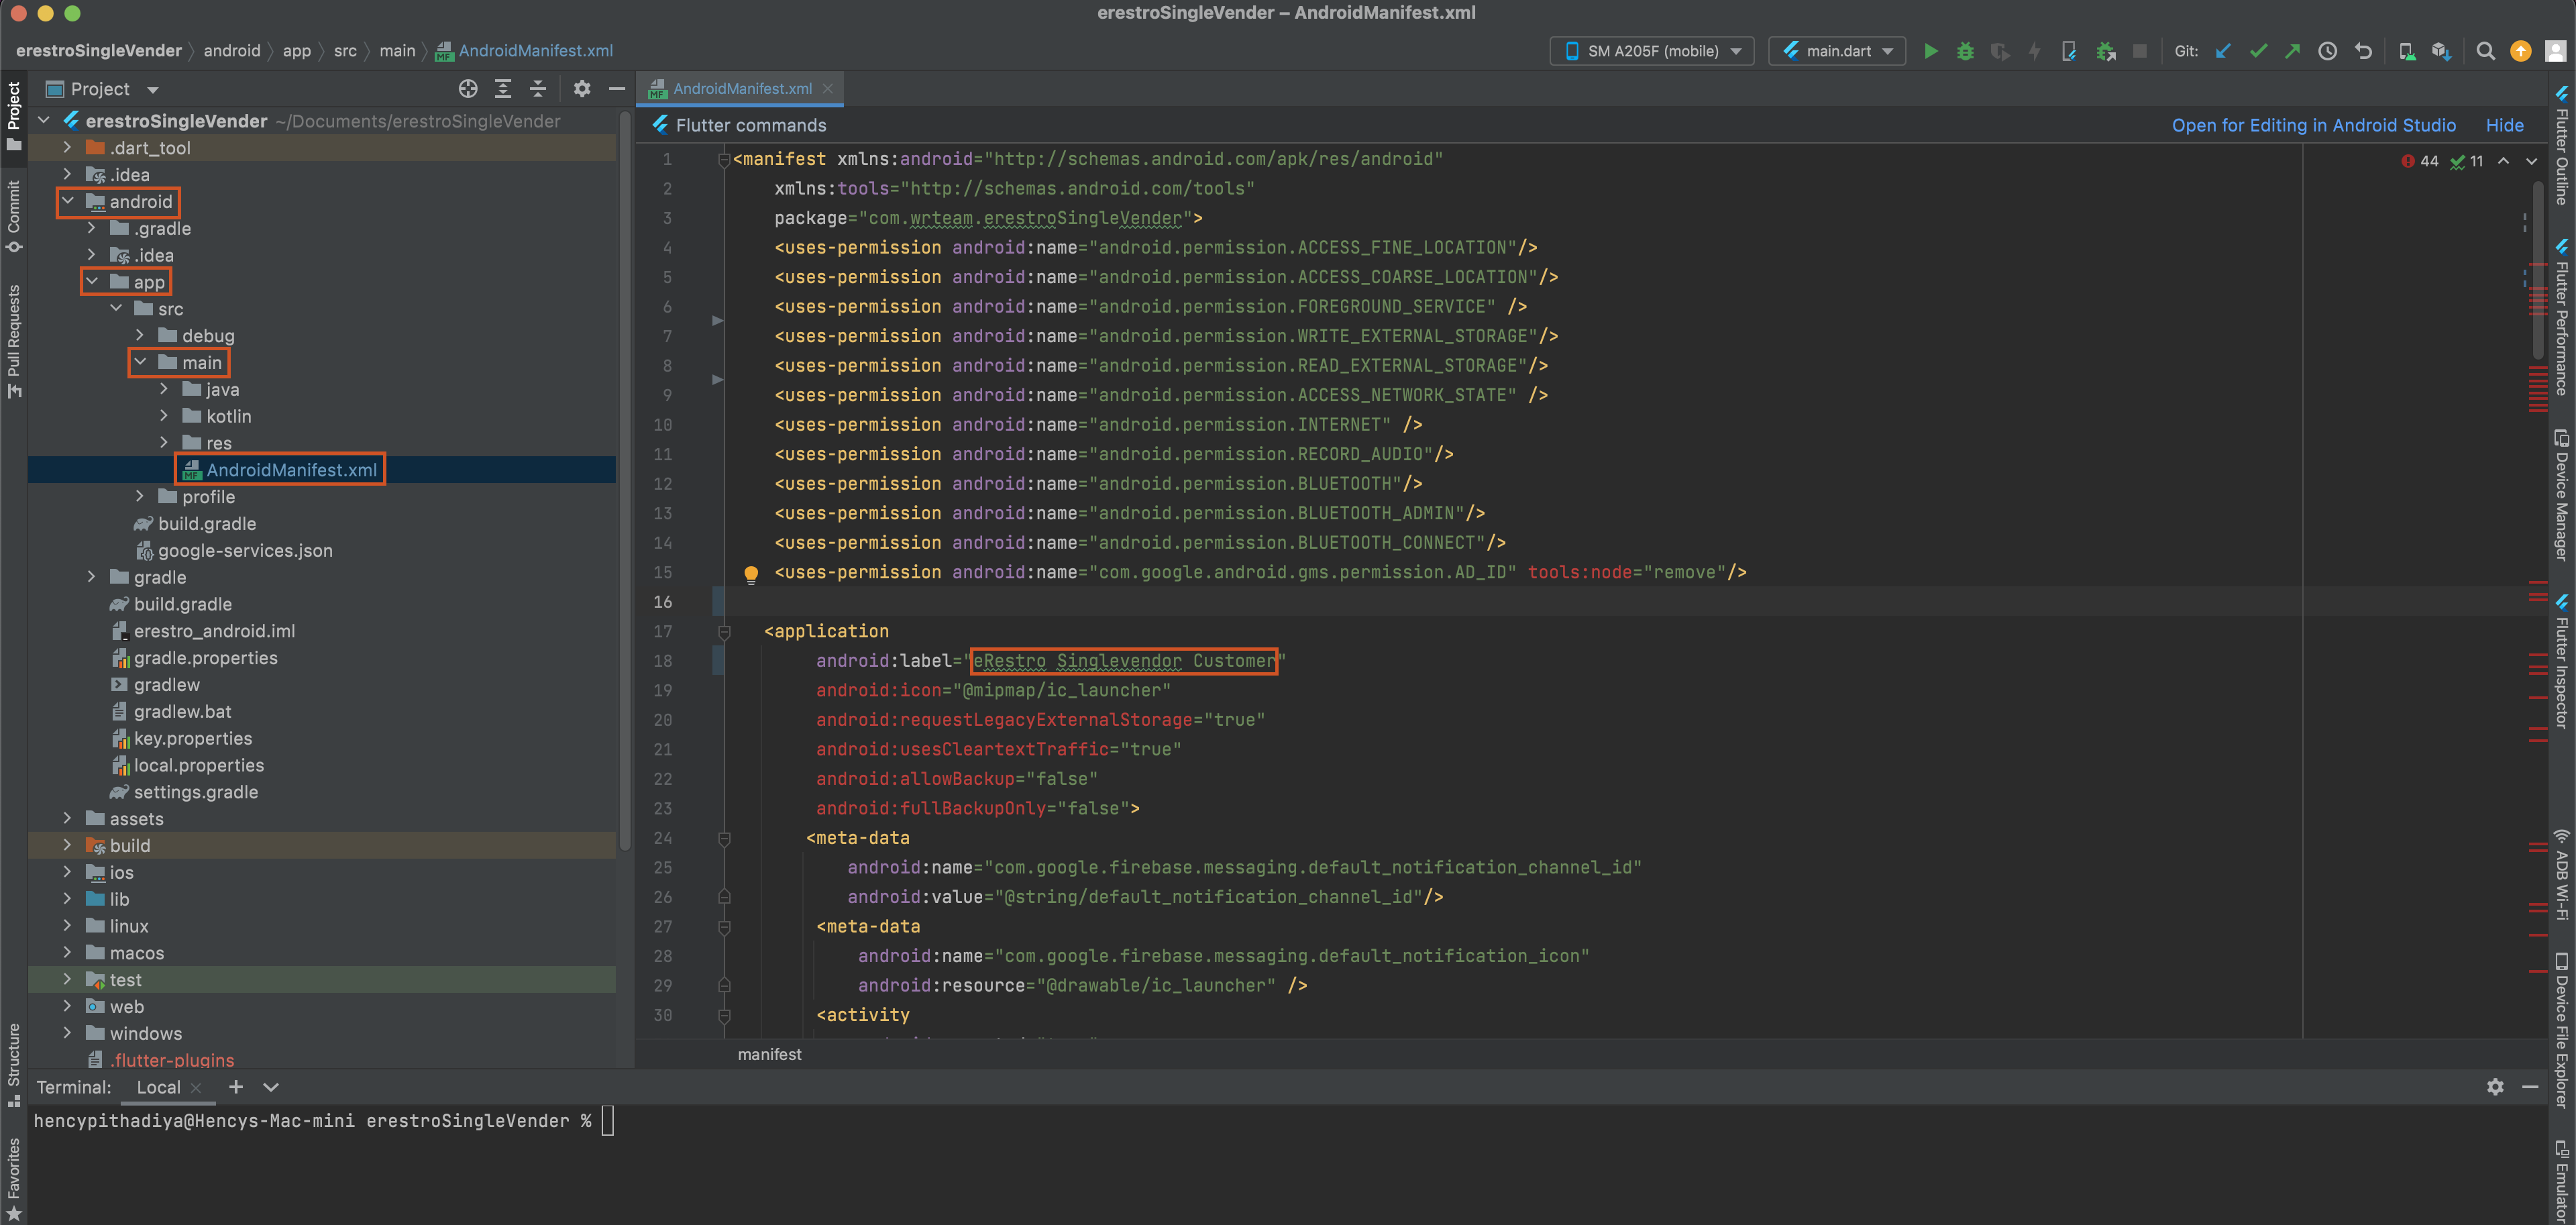 erestroSingleVender – AndroidManifest.xml
erestroSingleVender
android
app
src
main
AndroidManifest.xml
SM A205F (mobile)
main.dart
Git:
Project
Commit
Pull Requests
Structure
Favorites
Project
erestroSingleVender ~/Documents/erestroSingleVender
.dart_tool
.idea
android
.gradle
.idea
app
src
debug
main
java
kotlin
res
AndroidManifest.xml
profile
build.gradle
google-services.json
gradle
build.gradle
erestro_android.iml
gradle.properties
gradlew
gradlew.bat
key.properties
local.properties
settings.gradle
assets
build
ios
lib
linux
macos
test
web
windows
.flutter-plugins
AndroidManifest.xml
Flutter commands
Open for Editing in Android Studio
Hide
44
11
1 <manifest xmlns:android="http://schemas.android.com/apk/res/android"
2 xmlns:tools="http://schemas.android.com/tools"
3 package="com.wrteam.erestroSingleVender">
4 <uses-permission android:name="android.permission.ACCESS_FINE_LOCATION"/>
5 <uses-permission android:name="android.permission.ACCESS_COARSE_LOCATION"/>
6 <uses-permission android:name="android.permission.FOREGROUND_SERVICE" />
7 <uses-permission android:name="android.permission.WRITE_EXTERNAL_STORAGE"/>
8 <uses-permission android:name="android.permission.READ_EXTERNAL_STORAGE"/>
9 <uses-permission android:name="android.permission.ACCESS_NETWORK_STATE" />
10 <uses-permission android:name="android.permission.INTERNET" />
11 <uses-permission android:name="android.permission.RECORD_AUDIO"/>
12 <uses-permission android:name="android.permission.BLUETOOTH"/>
13 <uses-permission android:name="android.permission.BLUETOOTH_ADMIN"/>
14 <uses-permission android:name="android.permission.BLUETOOTH_CONNECT"/>
15 <uses-permission android:name="com.google.android.gms.permission.AD_ID" tools:node="remove"/>
16
17 <application
18 android:label="eRestro Singlevendor Customer"
19 android:icon="@mipmap/ic_launcher"
20 android:requestLegacyExternalStorage="true"
21 android:usesCleartextTraffic="true"
22 android:allowBackup="false"
23 android:fullBackupOnly="false">
24 <meta-data
25 android:name="com.google.firebase.messaging.default_notification_channel_id"
26 android:value="@string/default_notification_channel_id"/>
27 <meta-data
28 android:name="com.google.firebase.messaging.default_notification_icon"
29 android:resource="@drawable/ic_launcher" />
30 <activity
manifest
Flutter Outline
Flutter Performance
Device Manager
Flutter Inspector
ADB Wi-Fi
Device File Explorer
Emulator
Terminal:
Local
hencypithadiya@Hencys-Mac-mini erestroSingleVender %